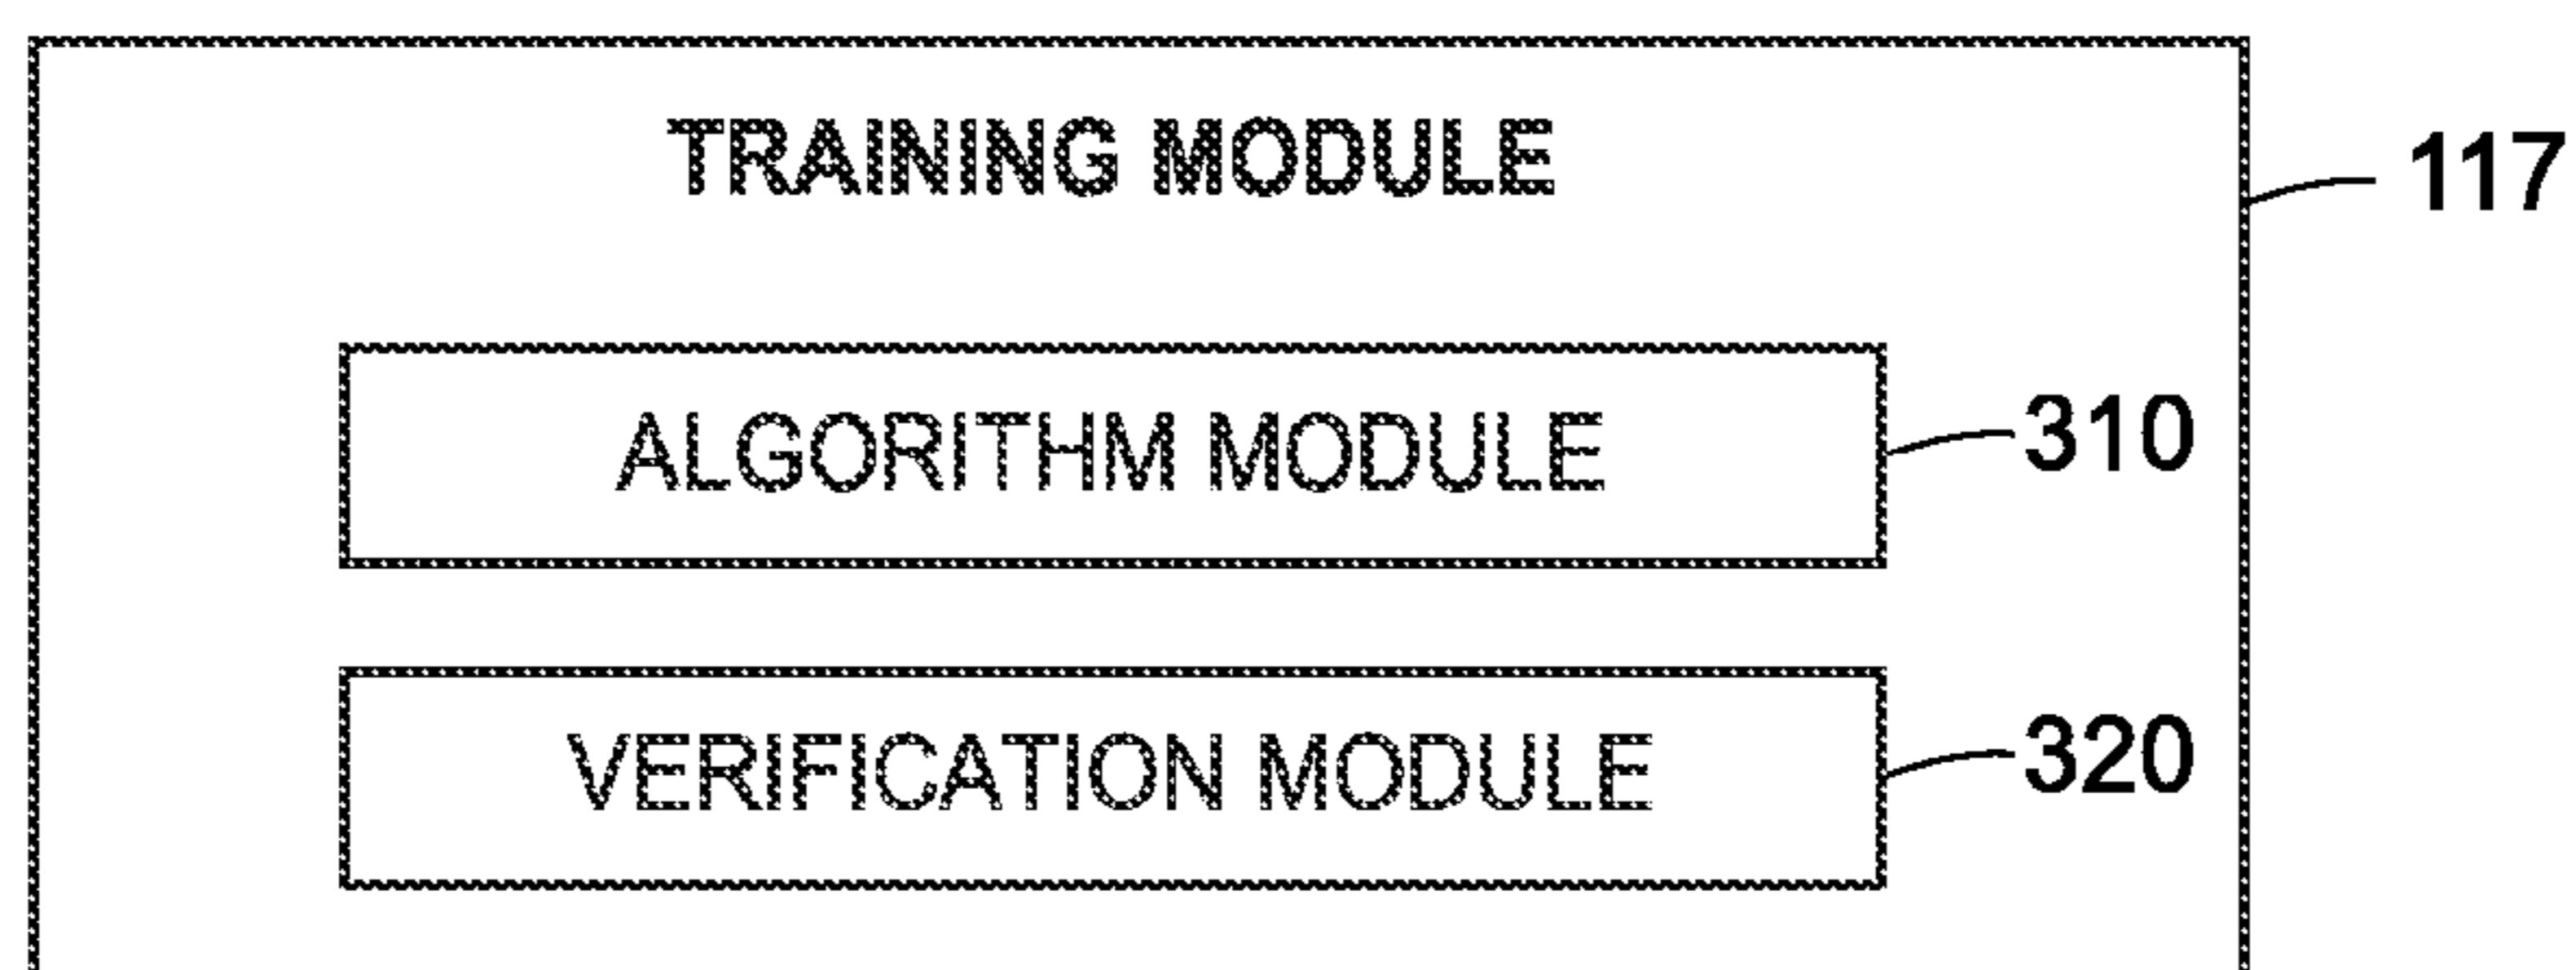 TRAINING MODULE
117
ALGORITHM MODULE
310
VERIFICATION MODULE
320